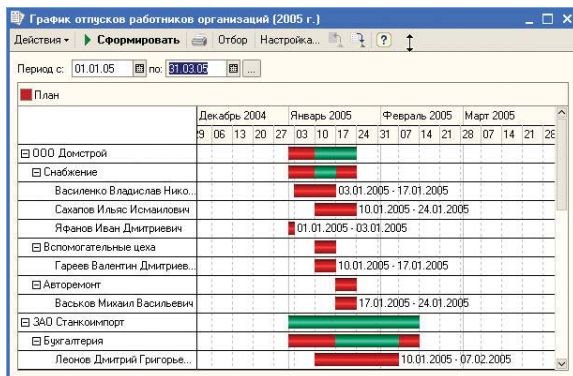 График отпусков работников организаций (2005 г.)
Действия Сформировать Отбор Настройка... ?
Период с: 01.01.05 по: 31.03.05 ...
План
Декабрь 2004 Январь 2005 Февраль 2005 Март 2005
29 06 13 20 27 03 10 17 24 31 07 14 21 28 07 14 21 28
ООО Домстрой
Снабжение
Василенко Владислав Нико... 03.01.2005 - 17.01.2005
Сахапов Ильяс Исмаилович 10.01.2005 - 24.01.2005
Яфанов Иван Дмитриевич 01.01.2005 - 03.01.2005
Вспомогательные цеха
Гареев Валентин Дмитриев... 10.01.2005 - 17.01.2005
Авторемонт
Васьков Михаил Васильевич 17.01.2005 - 24.01.2005
ЗАО Станкоимпорт
Бухгалтерия
Леонов Дмитрий Григорье... 10.01.2005 - 07.02.2005